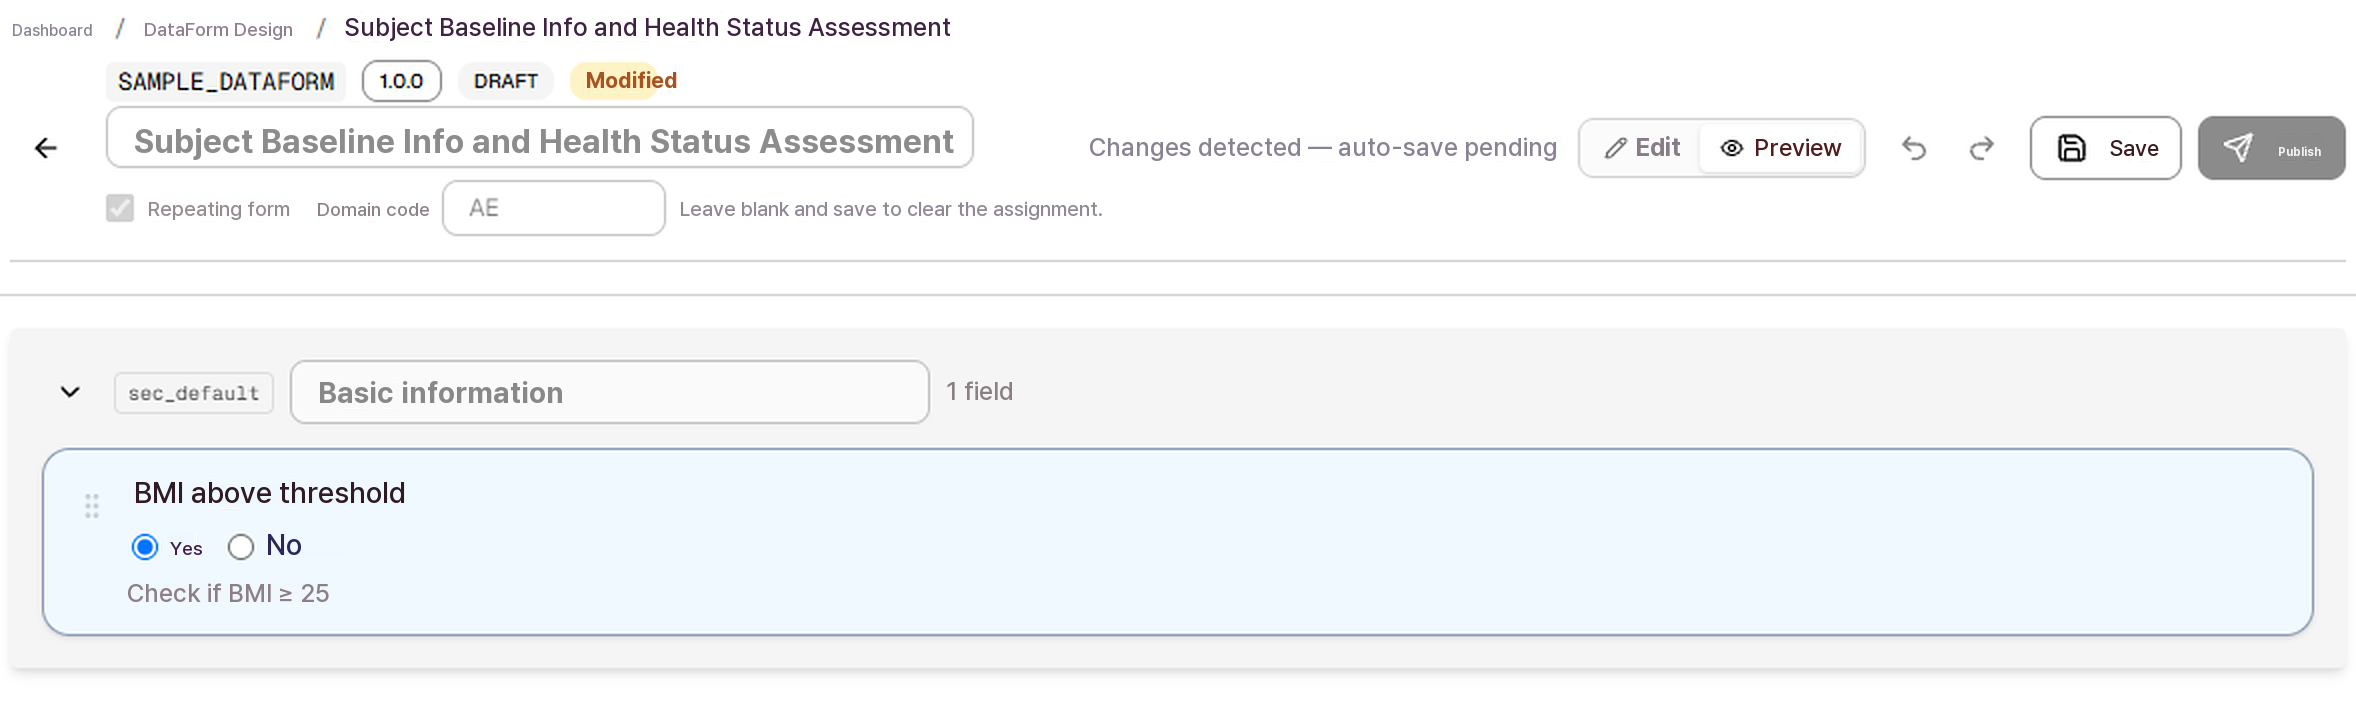 Dashboard / DataForm Design / Subject Baseline Info and Health Status Assessment
SAMPLE_DATAFORM 1.0.0 DRAFT Modified
Subject Baseline Info and Health Status Assessment
Changes detected — auto-save pending Edit Preview Save Publish
Repeating form Domain code AE Leave blank and save to clear the assignment.
sec_default Basic information 1 field
BMI above threshold
Yes No
Check if BMI ≥ 25